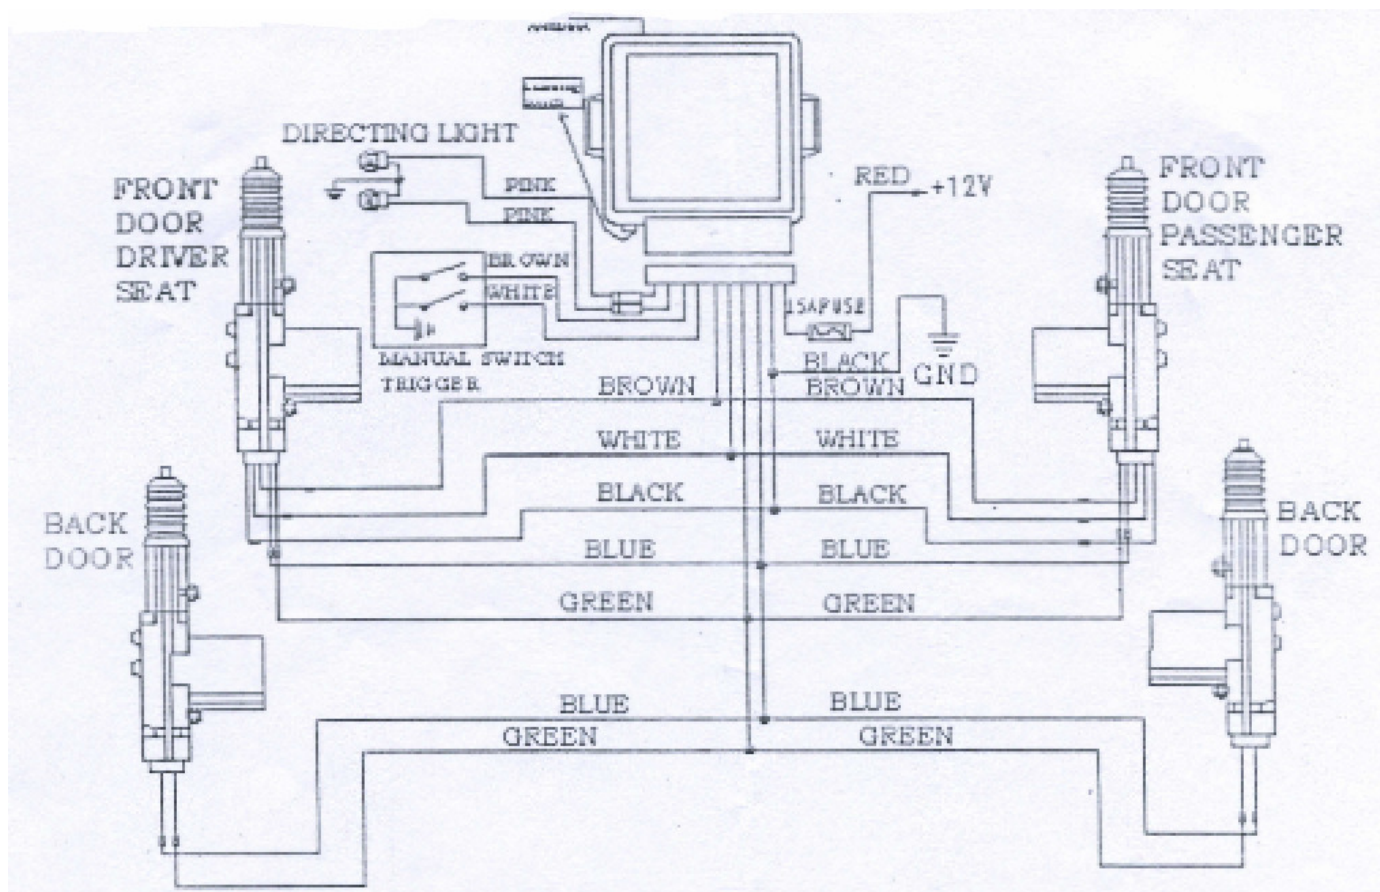 DIRECTING LIGHT
PINK
PINK
FRONT
DOOR
DRIVER
SEAT
BROWN
WHITE
MANUAL SWITCH
TRIGGER
RED
+12V
FRONT
DOOR
PASSENGER
SEAT
15AFUSE
BLACK
GND
BROWN
BROWN
WHITE
WHITE
BLACK
BLACK
BACK
DOOR
BLUE
BLUE
BACK
DOOR
GREEN
GREEN
BLUE
BLUE
GREEN
GREEN